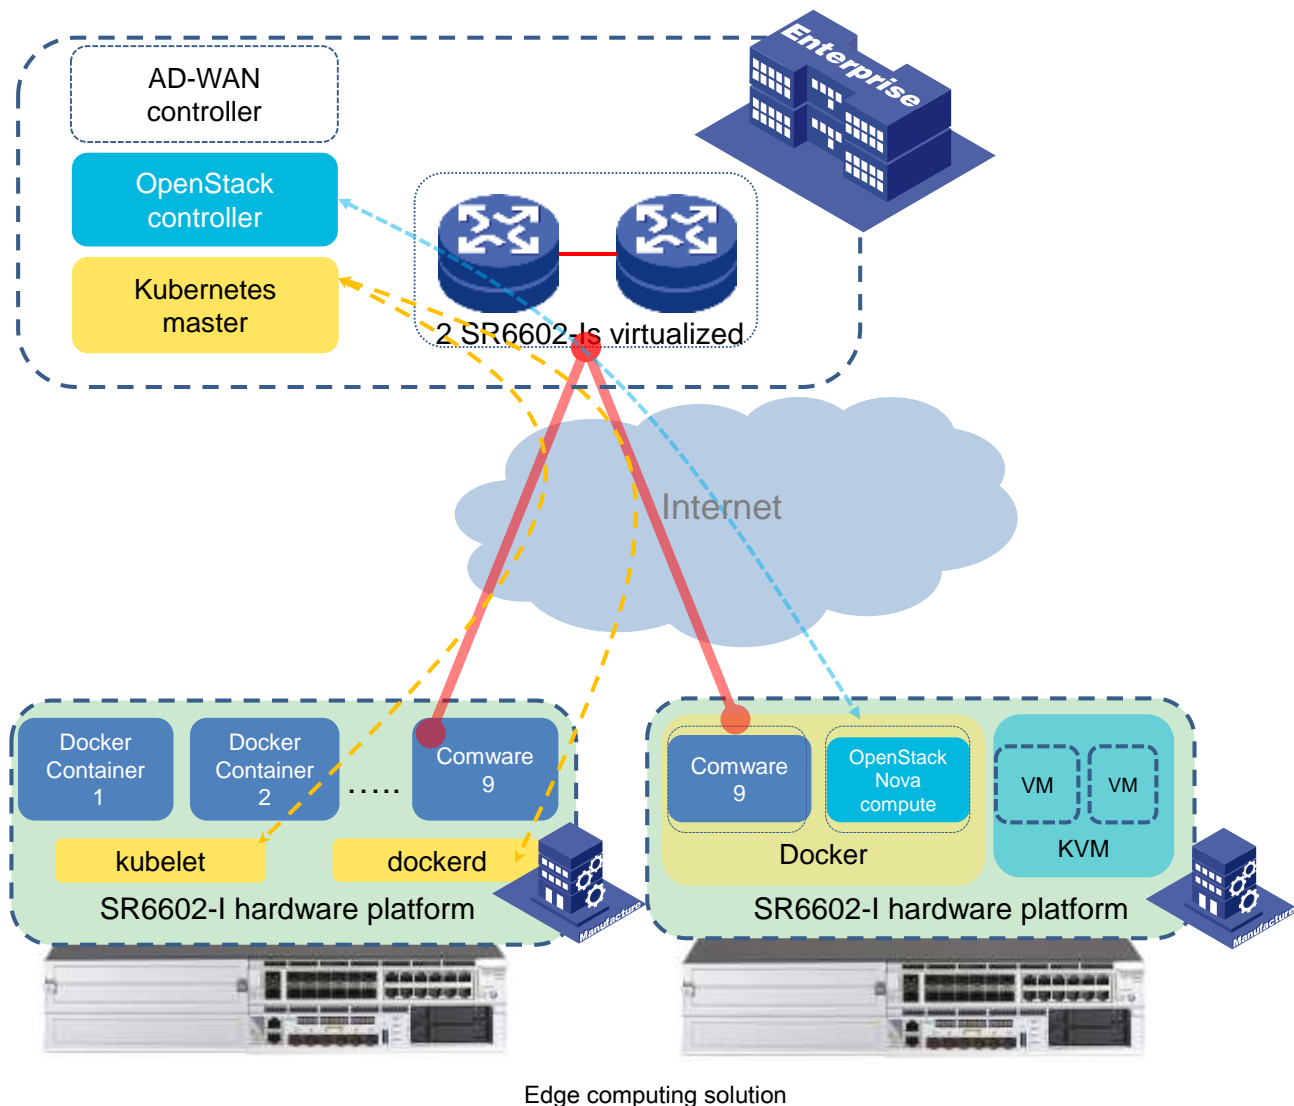 Enterprise
AD-WAN
controller
OpenStack
controller
Kubernetes
master
2 SR6602-Is virtualized
Internet
Docker
Container
1
Docker
Container
2
.....
Comware
9
kubelet
dockerd
SR6602-I hardware platform
Manufacture
Comware
9
OpenStack
Nova
compute
Docker
VM
VM
KVM
SR6602-I hardware platform
Manufacture
Edge computing solution